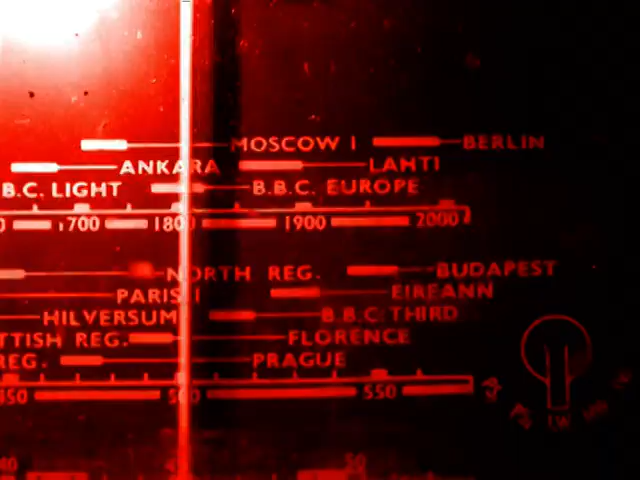 MOSCOW I BERLIN
ANKARA LAHTI
B.C. LIGHT B.B.C. EUROPE
1700 1800 1900 2000
NORTH REG. BUDAPEST
PARIS I EIREANN
HILVERSUM B.B.C. THIRD
TTISH REG. FLORENCE
REG. PRAGUE
450 500 550
LW